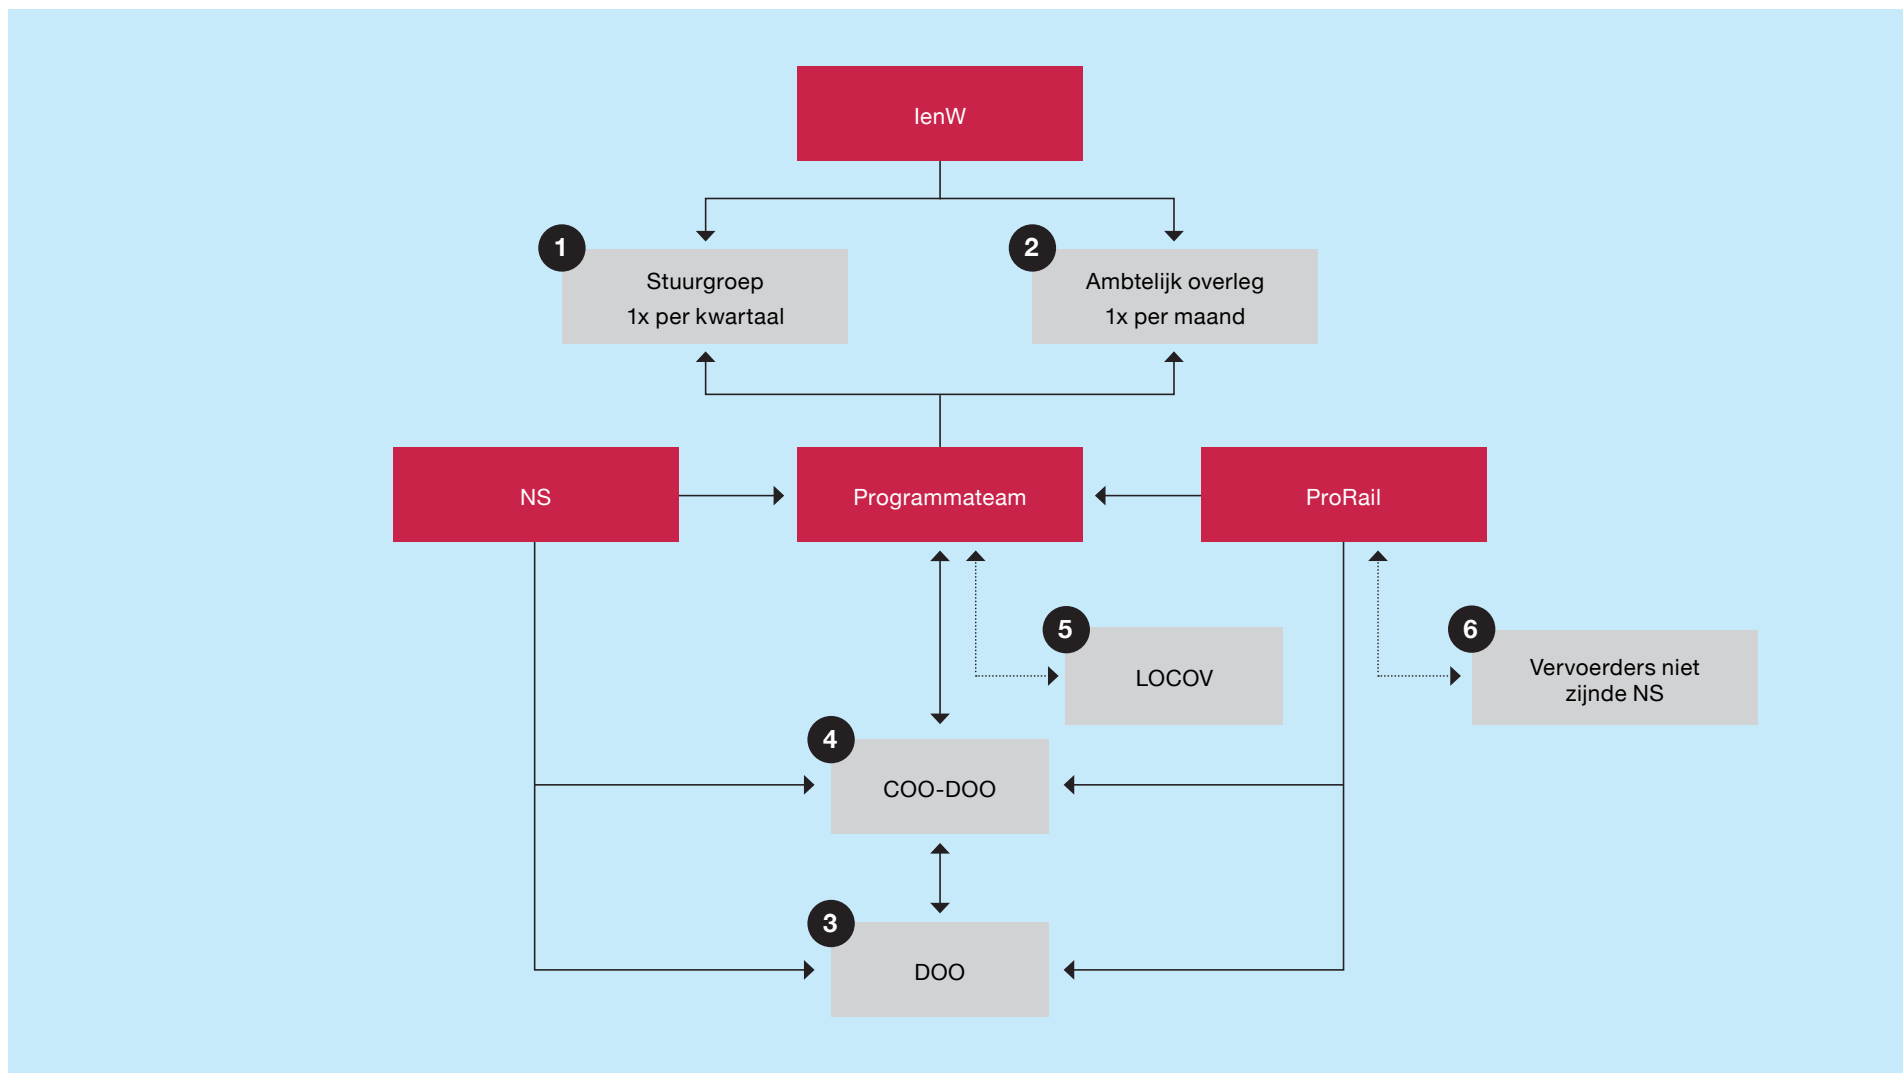 IenW
1
Stuurgroep
1x per kwartaal
2
Ambtelijk overleg
1x per maand
NS
Programmateam
ProRail
5
LOCOV
6
Vervoerders niet
zijnde NS
4
COO-DOO
3
DOO